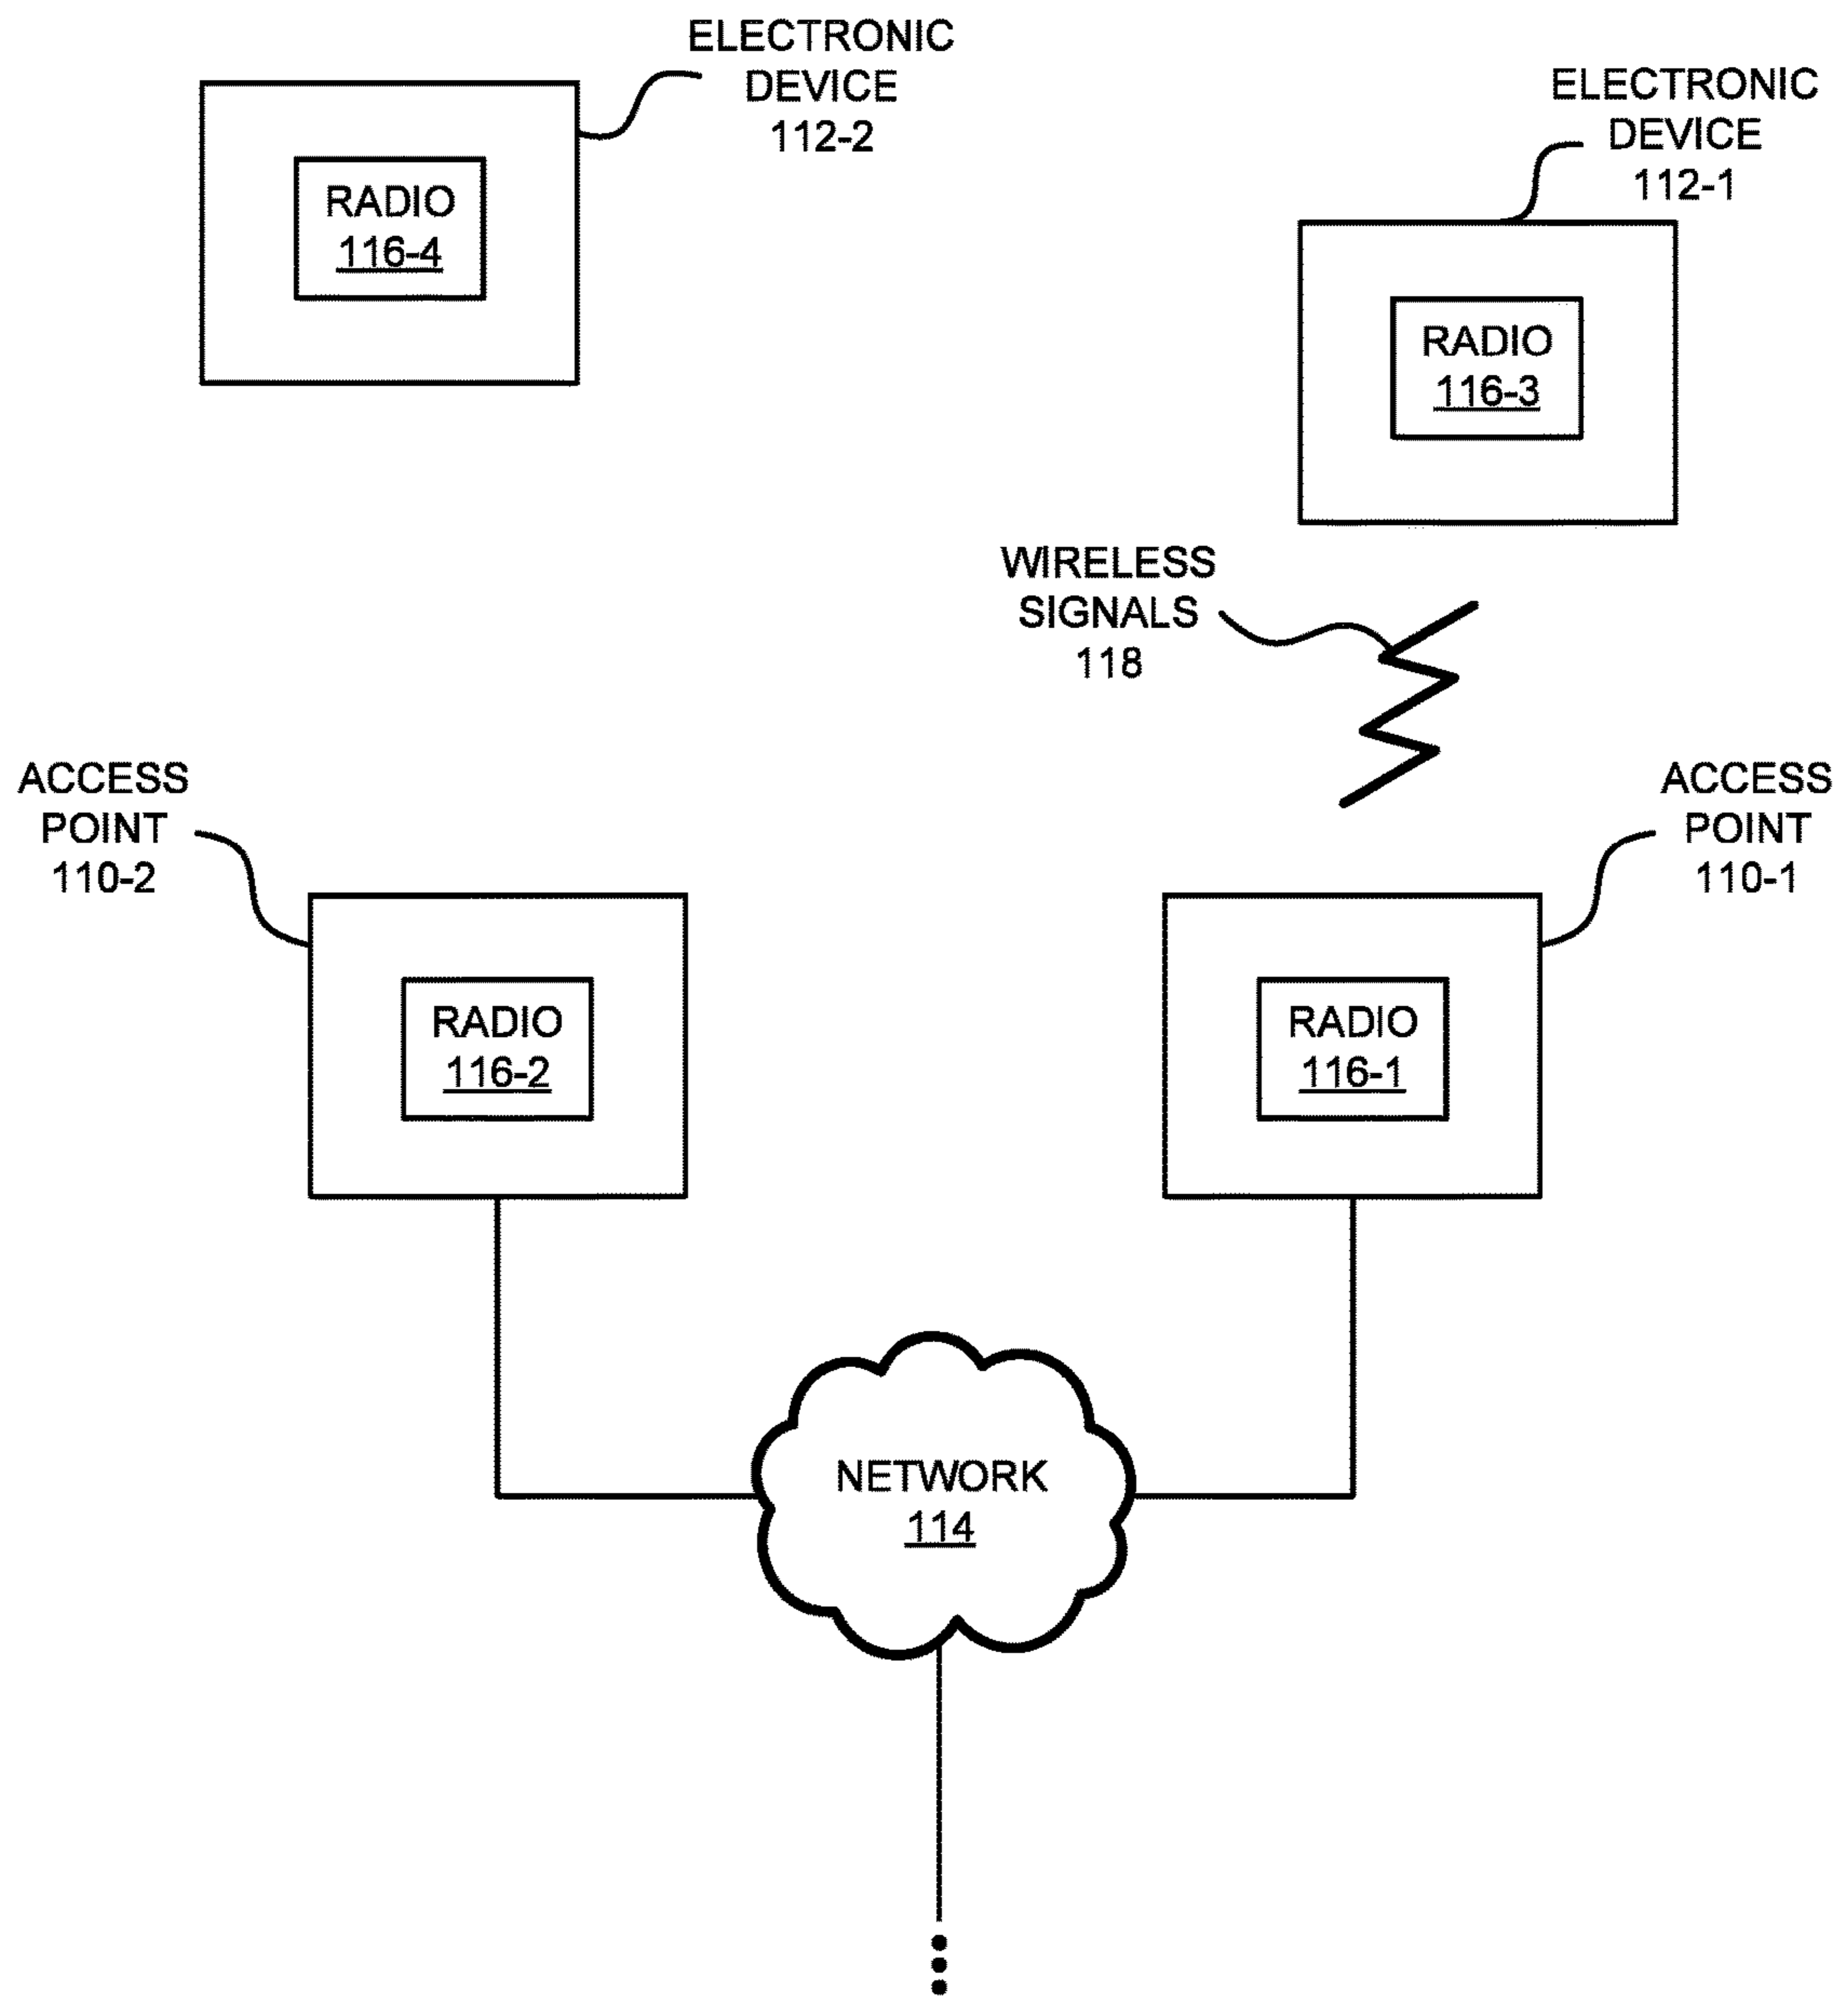 ELECTRONIC
DEVICE
112-2
RADIO
116-4
ELECTRONIC
DEVICE
112-1
RADIO
116-3
WIRELESS
SIGNALS
118
ACCESS
POINT
110-2
RADIO
116-2
ACCESS
POINT
110-1
RADIO
116-1
NETWORK
114